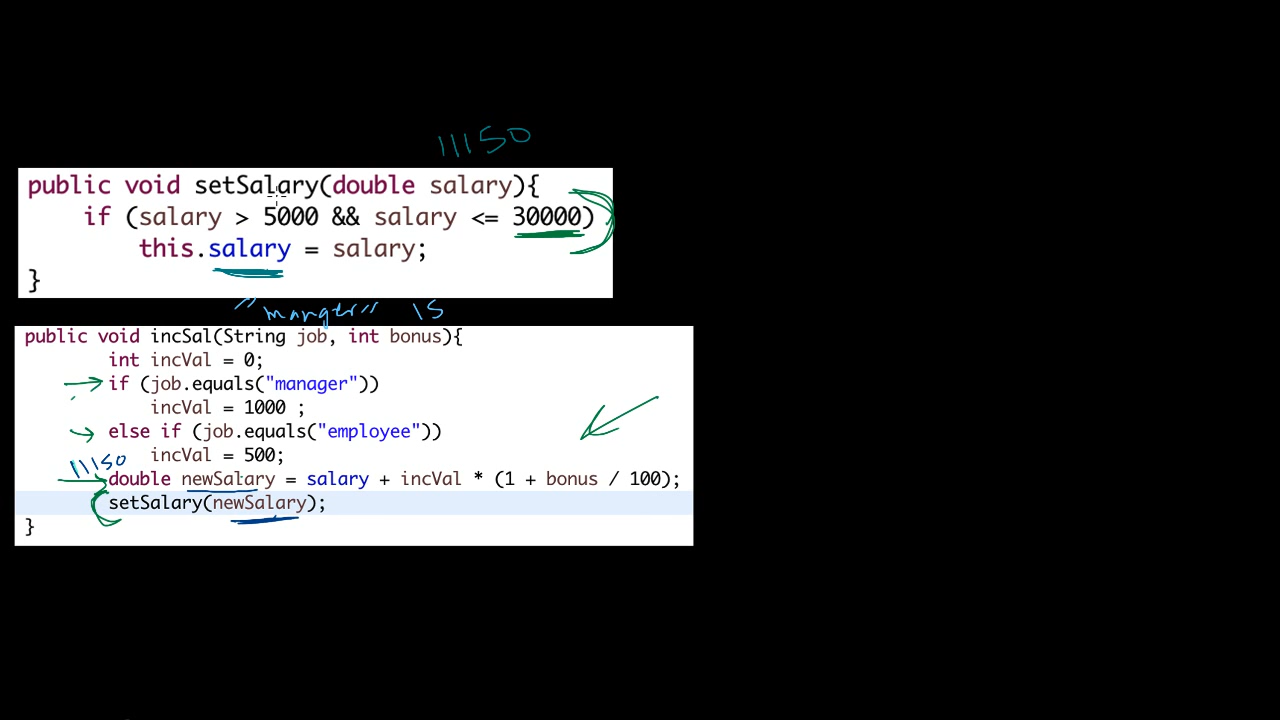 11150
public void setSalary(double salary){
if (salary > 5000 && salary <= 30000)
this.salary = salary;
}
"manger" 15
public void incSal(String job, int bonus){
int incVal = 0;
if (job.equals("manager"))
incVal = 1000 ;
else if (job.equals("employee"))
incVal = 500;
11150
double newSalary = salary + incVal * (1 + bonus / 100);
setSalary(newSalary);
}